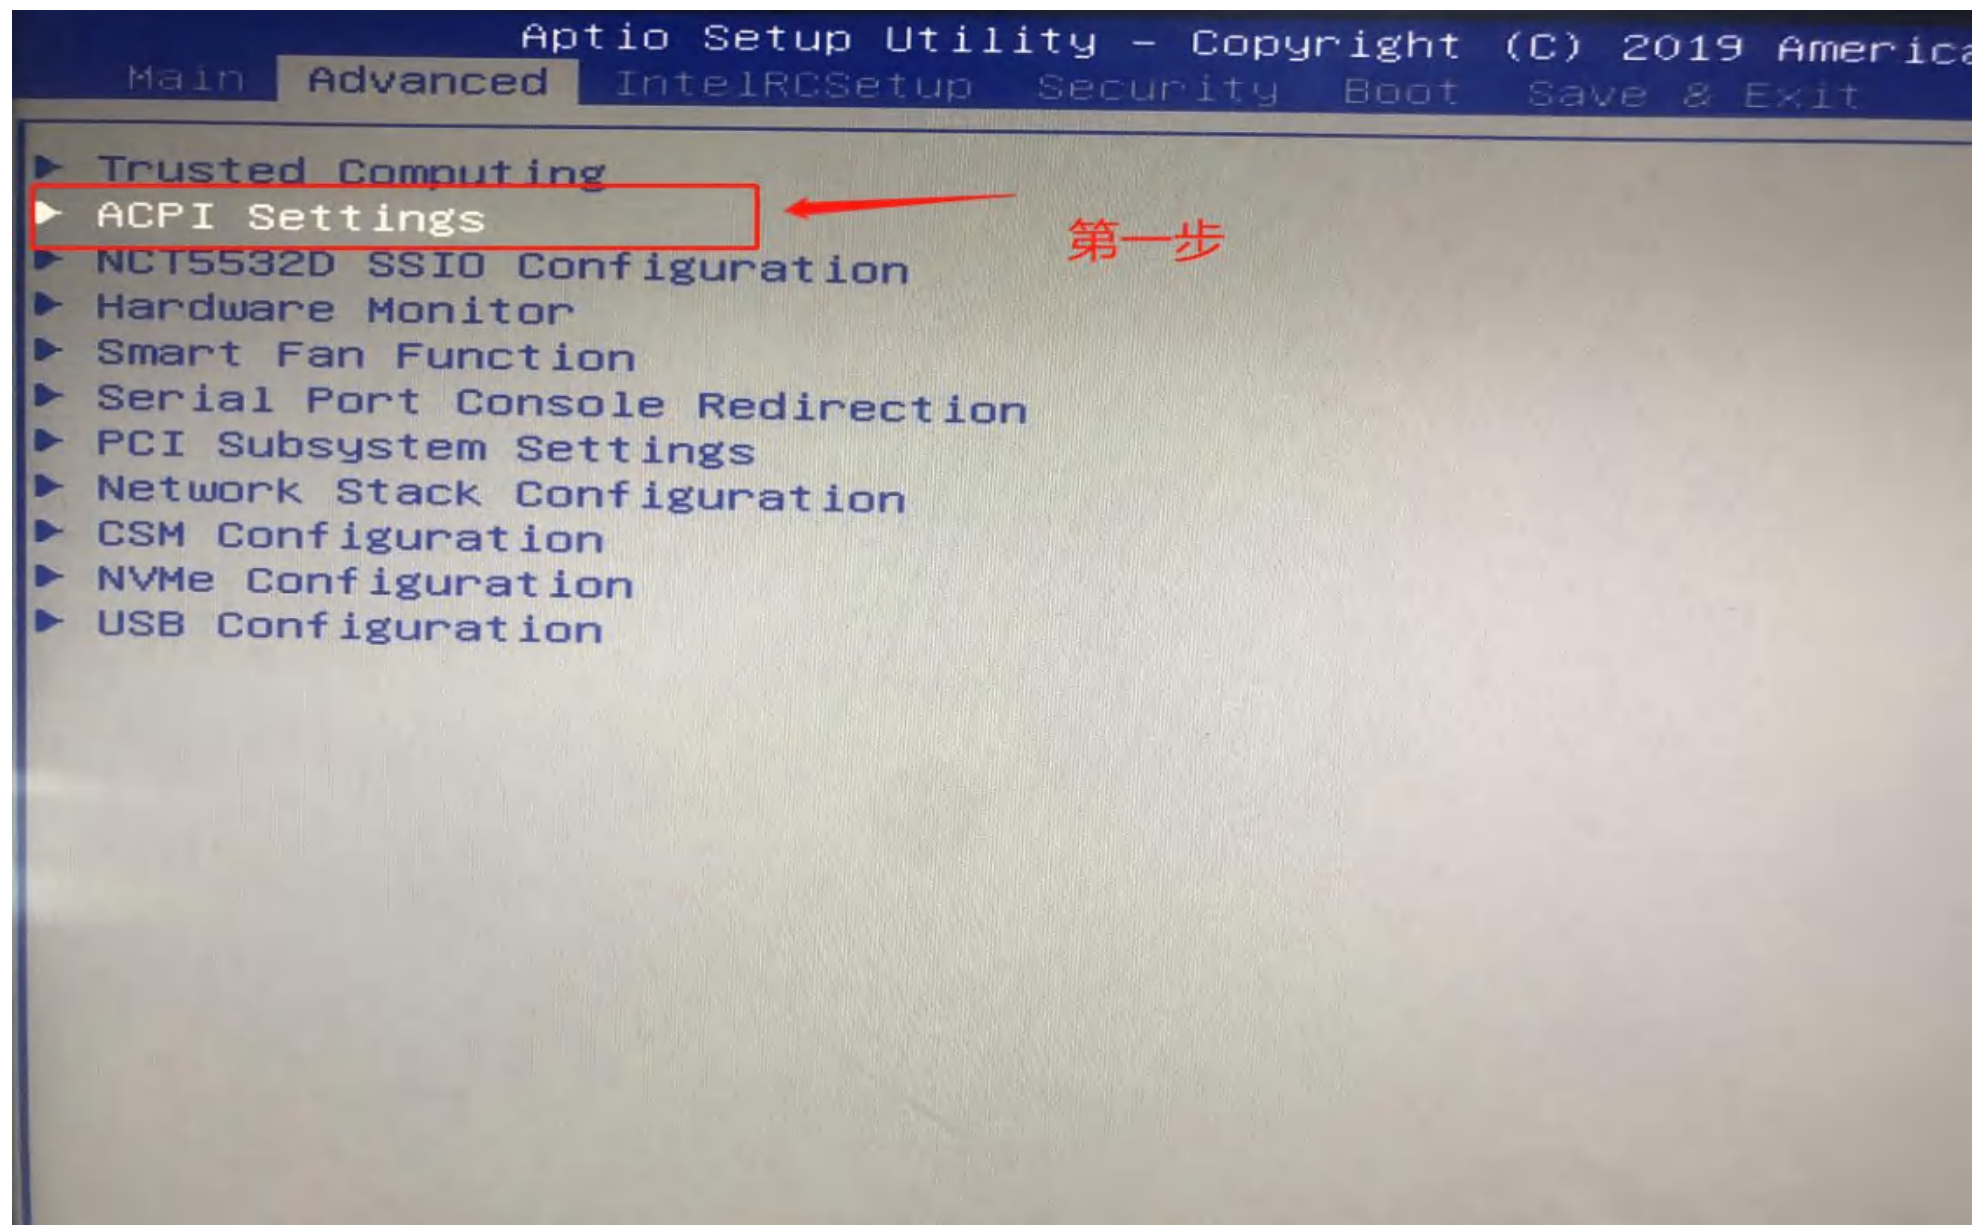 Aptio Setup Utility – Copyright (C) 2019 America
Main Advanced IntelRCSetup Security Boot Save & Exit
Trusted Computing
ACPI Settings
第一步
NCT5532D SSIO Configuration
Hardware Monitor
Smart Fan Function
Serial Port Console Redirection
PCI Subsystem Settings
Network Stack Configuration
CSM Configuration
NVMe Configuration
USB Configuration